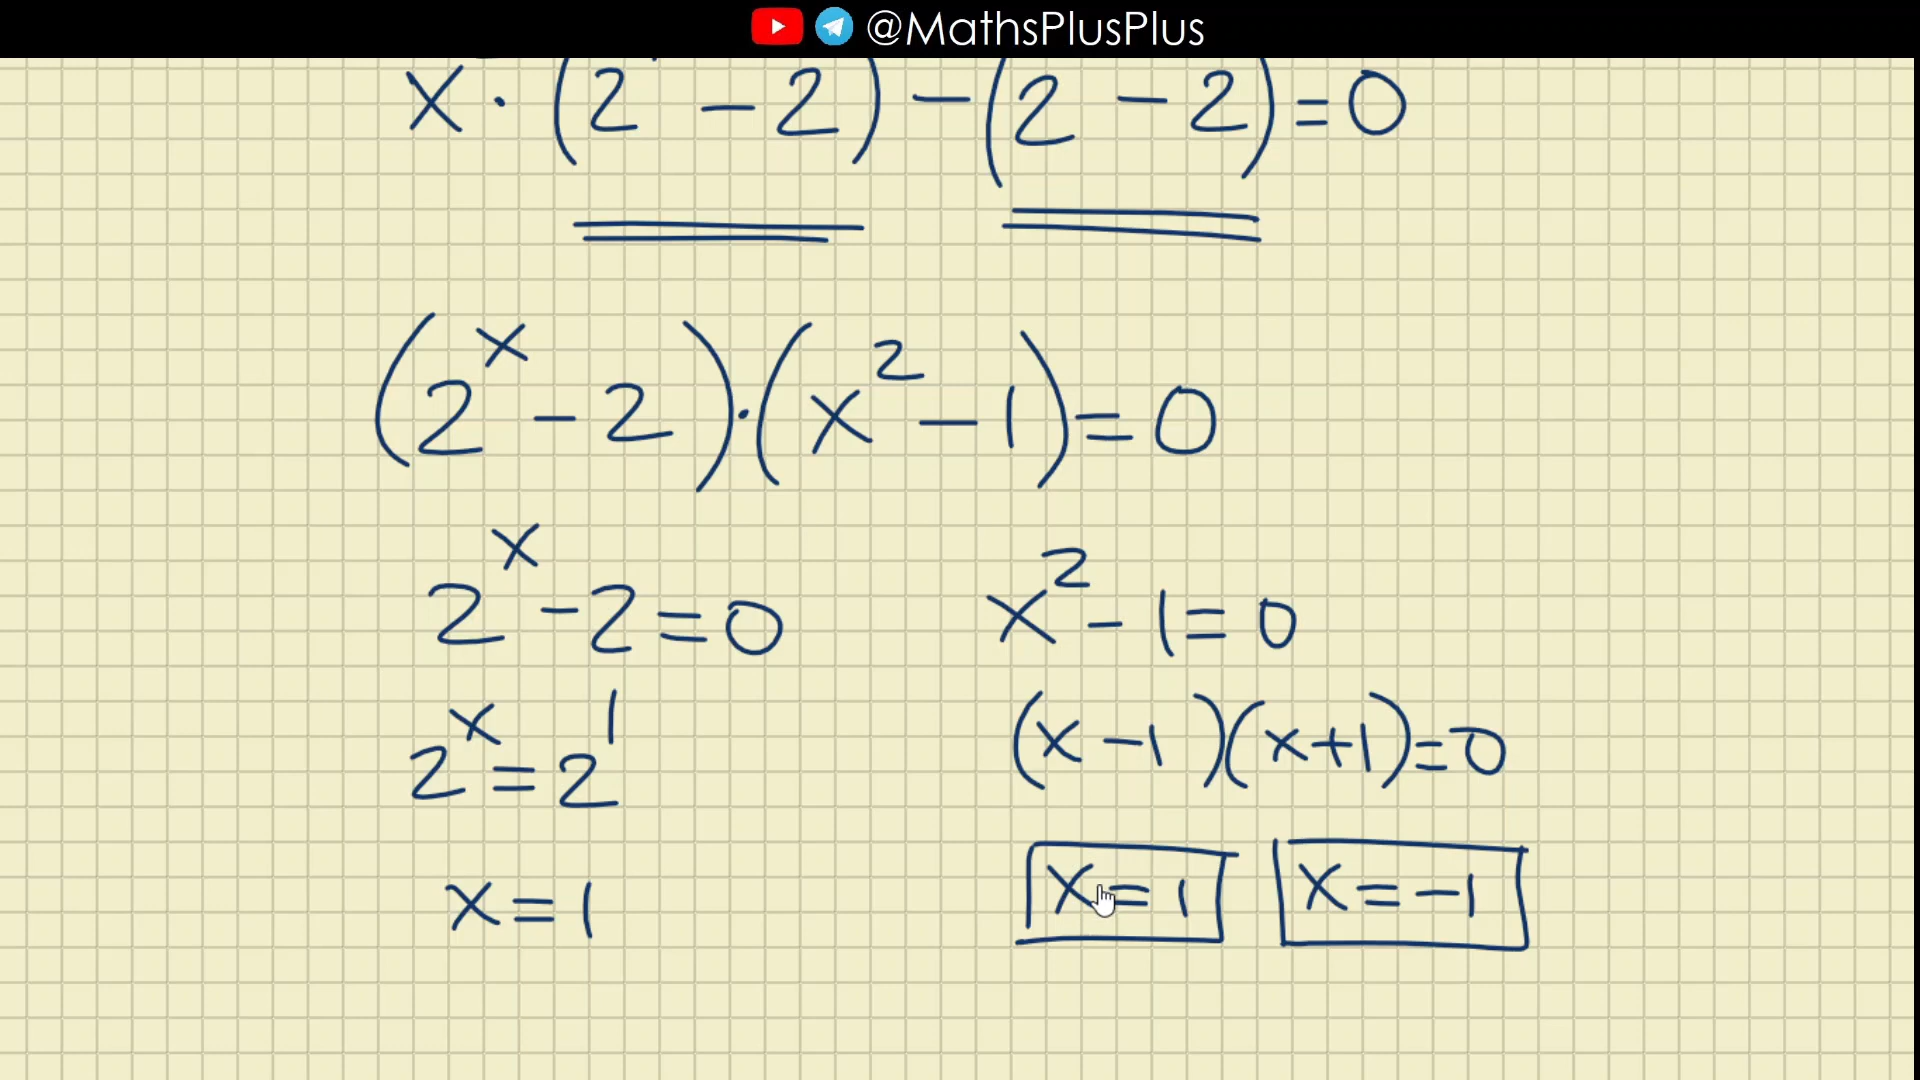 @MathsPlusPlus
x · (2 − 2) − (2 − 2) = 0
(2^x − 2) · (x^2 − 1) = 0
2^x − 2 = 0
x^2 − 1 = 0
2^x = 2^1
(x − 1)(x + 1) = 0
x = 1
x = 1
x = −1